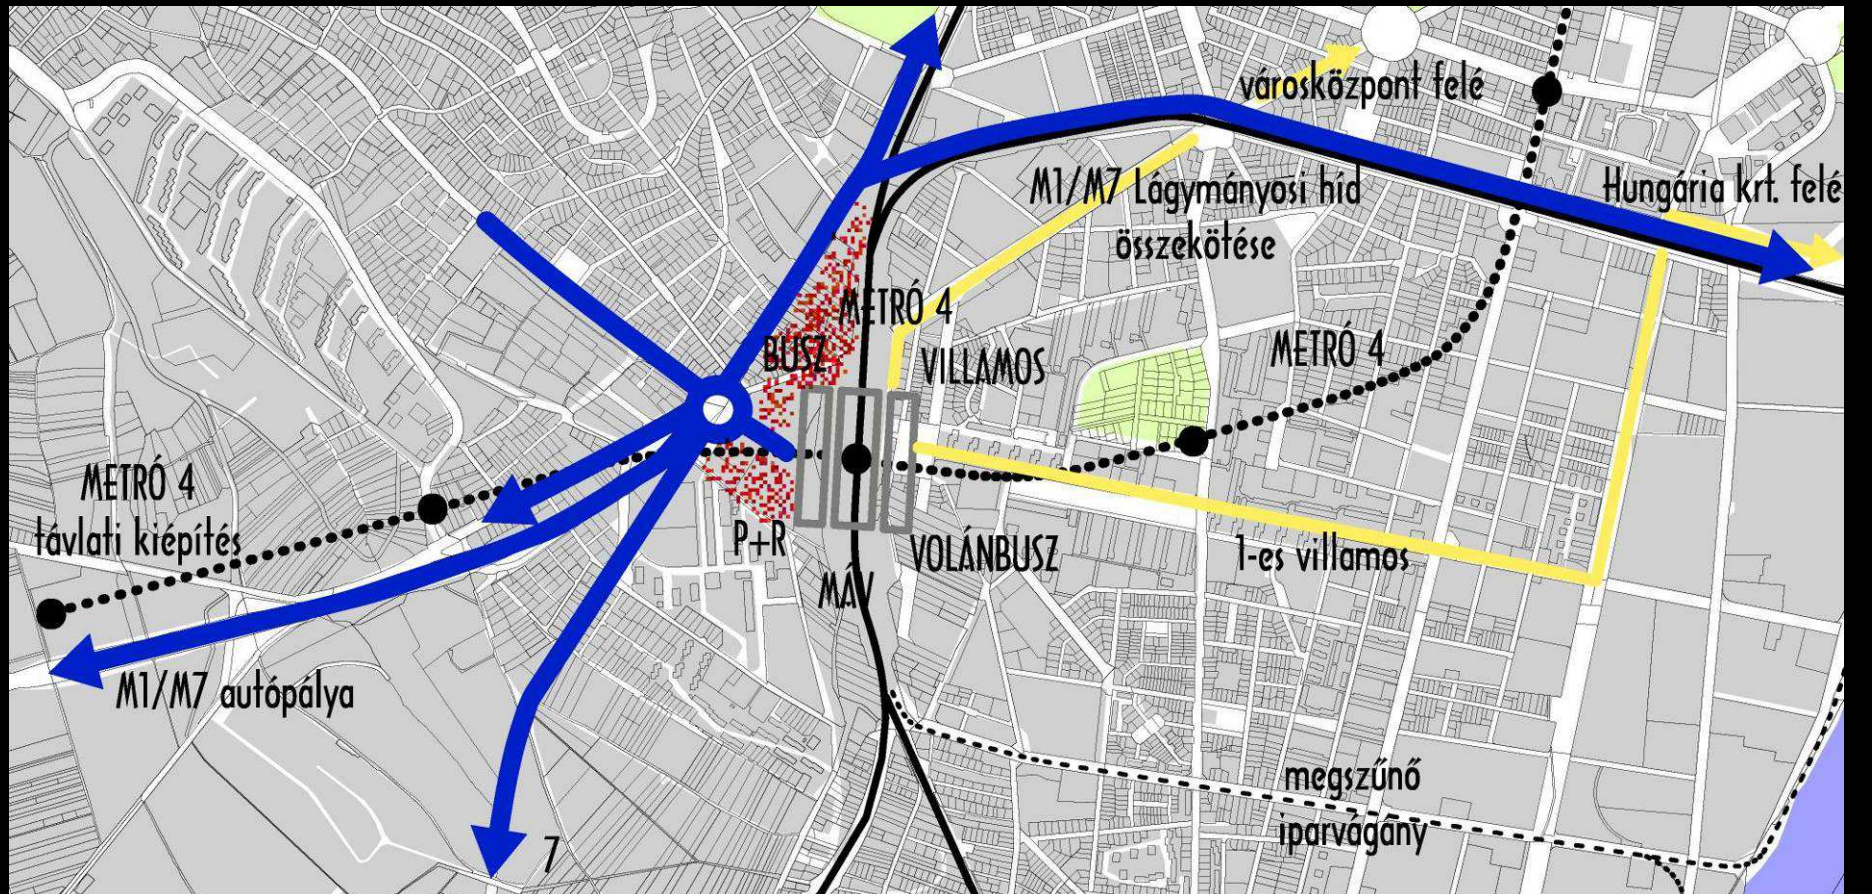 városközpont felé
M1/M7 Lágymányosi híd
összekötése
Hungária krt. felé
METRÓ 4
BUSZ
VILLAMOS
METRÓ 4
METRÓ 4
távlati kiépítés
P+R
VOLÁNBUSZ
1-es villamos
MÁV
M1/M7 autópálya
megszűnő
iparvágány
7